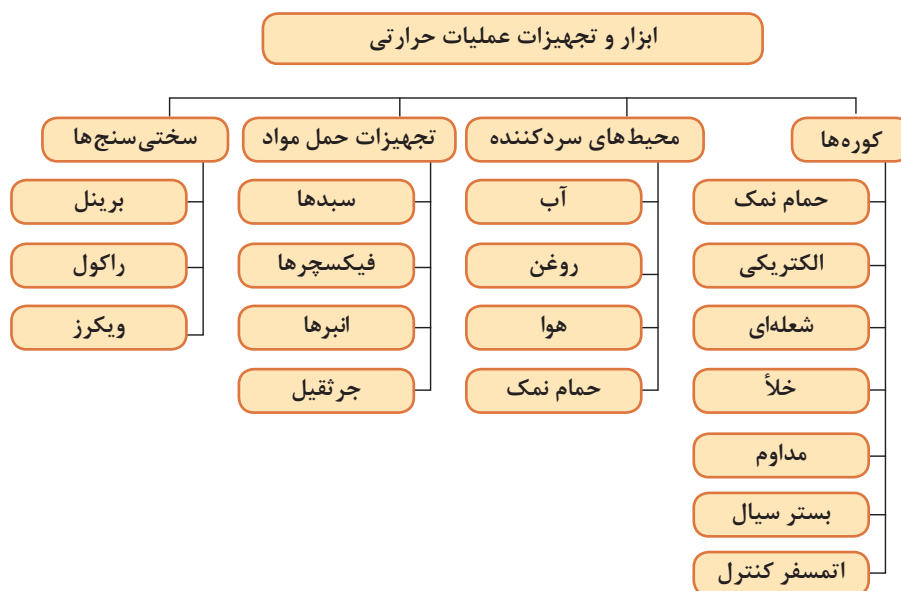 ابزار و تجهیزات عملیات حرارتی
کوره‌ها
حمام نمک
الکتریکی
شعله‌ای
خلأ
مداوم
بستر سیال
اتمسفر کنترل
محیط‌های سردکننده
آب
روغن
هوا
حمام نمک
تجهیزات حمل مواد
سبدها
فیکسچرها
انبرها
جرثقیل
سختی‌سنج‌ها
برینل
راکول
ویکرز